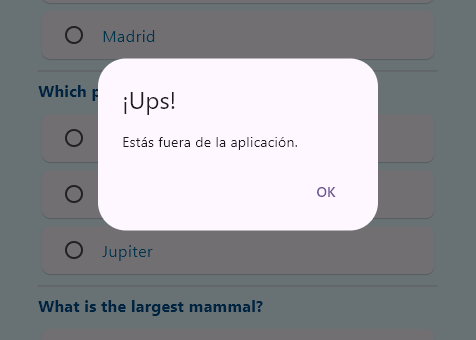 Madrid
Which
¡Ups!
Estás fuera de la aplicación.
OK
Jupiter
What is the largest mammal?